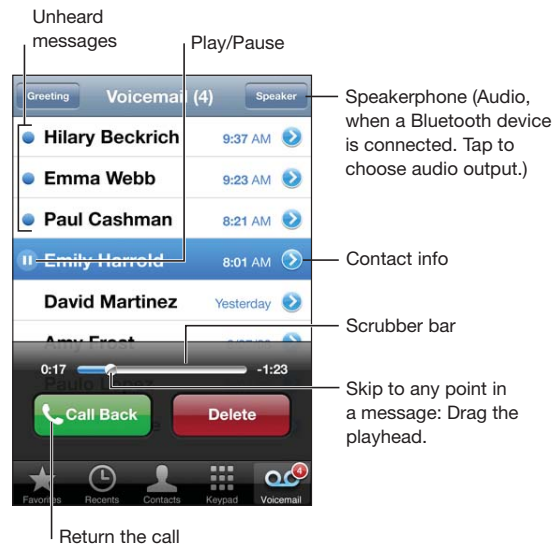 Unheard
messages
Play/Pause
Greeting
Voicemail (4)
Speaker
Speakerphone (Audio,
when a Bluetooth device
is connected. Tap to
choose audio output.)
Hilary Beckrich 9:37 AM
Emma Webb 9:23 AM
Paul Cashman 8:21 AM
Emily Harrold 8:01 AM
Contact info
David Martinez Yesterday
Amy Frost
Scrubber bar
0:17 -1:23
Skip to any point in
a message: Drag the
playhead.
Call Back
Delete
Favorites
Recents
Contacts
Keypad
Voicemail
4
Return the call